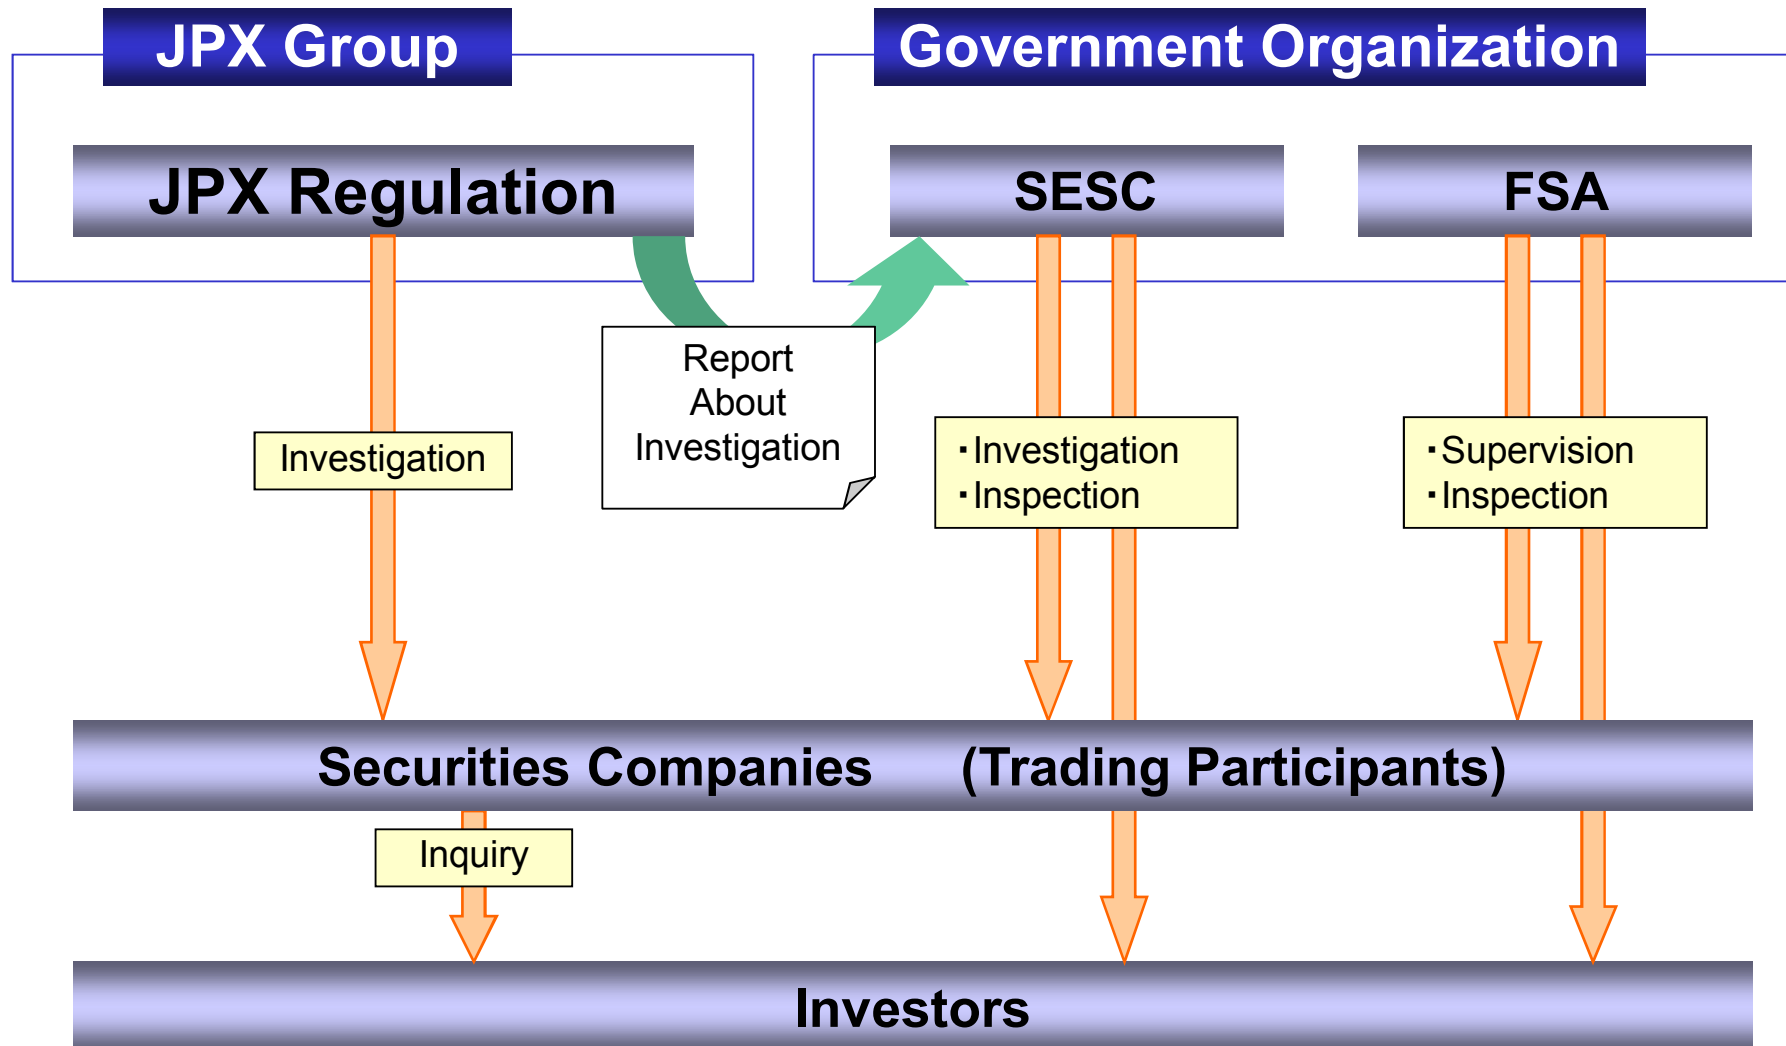 JPX Group
Government Organization
JPX Regulation
SESC
FSA
Report
About
Investigation
Investigation
・Investigation
・Inspection
・Supervision
・Inspection
Securities Companies (Trading Participants)
Inquiry
Investors